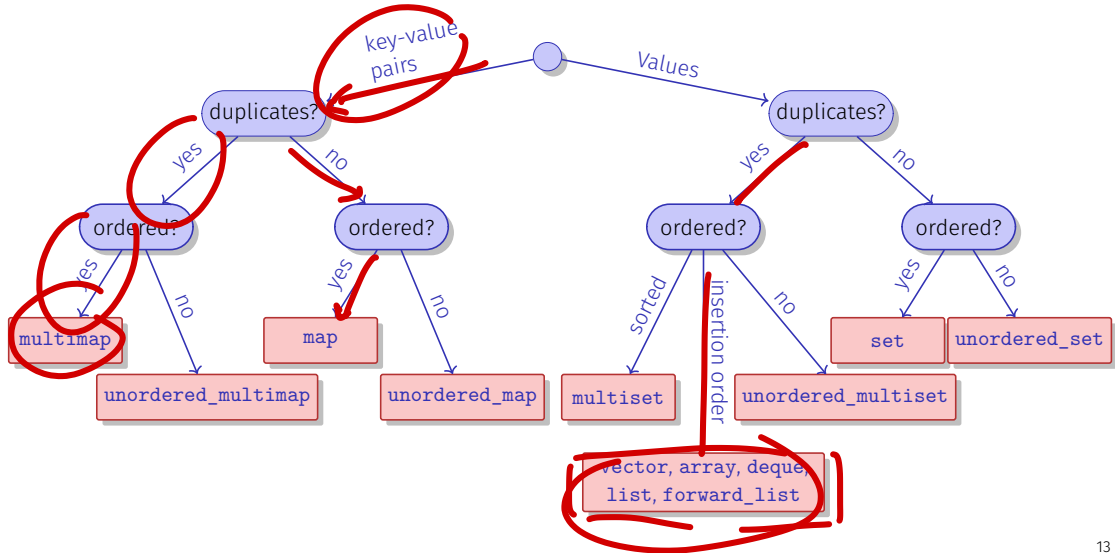 key-value
pairs
Values
duplicates?
duplicates?
yes
no
yes
no
ordered?
ordered?
ordered?
ordered?
yes
no
yes
no
sorted
insertion order
no
yes
no
multimap
map
set
unordered_set
unordered_multimap
unordered_map
multiset
unordered_multiset
vector, array, deque,
list, forward_list
13